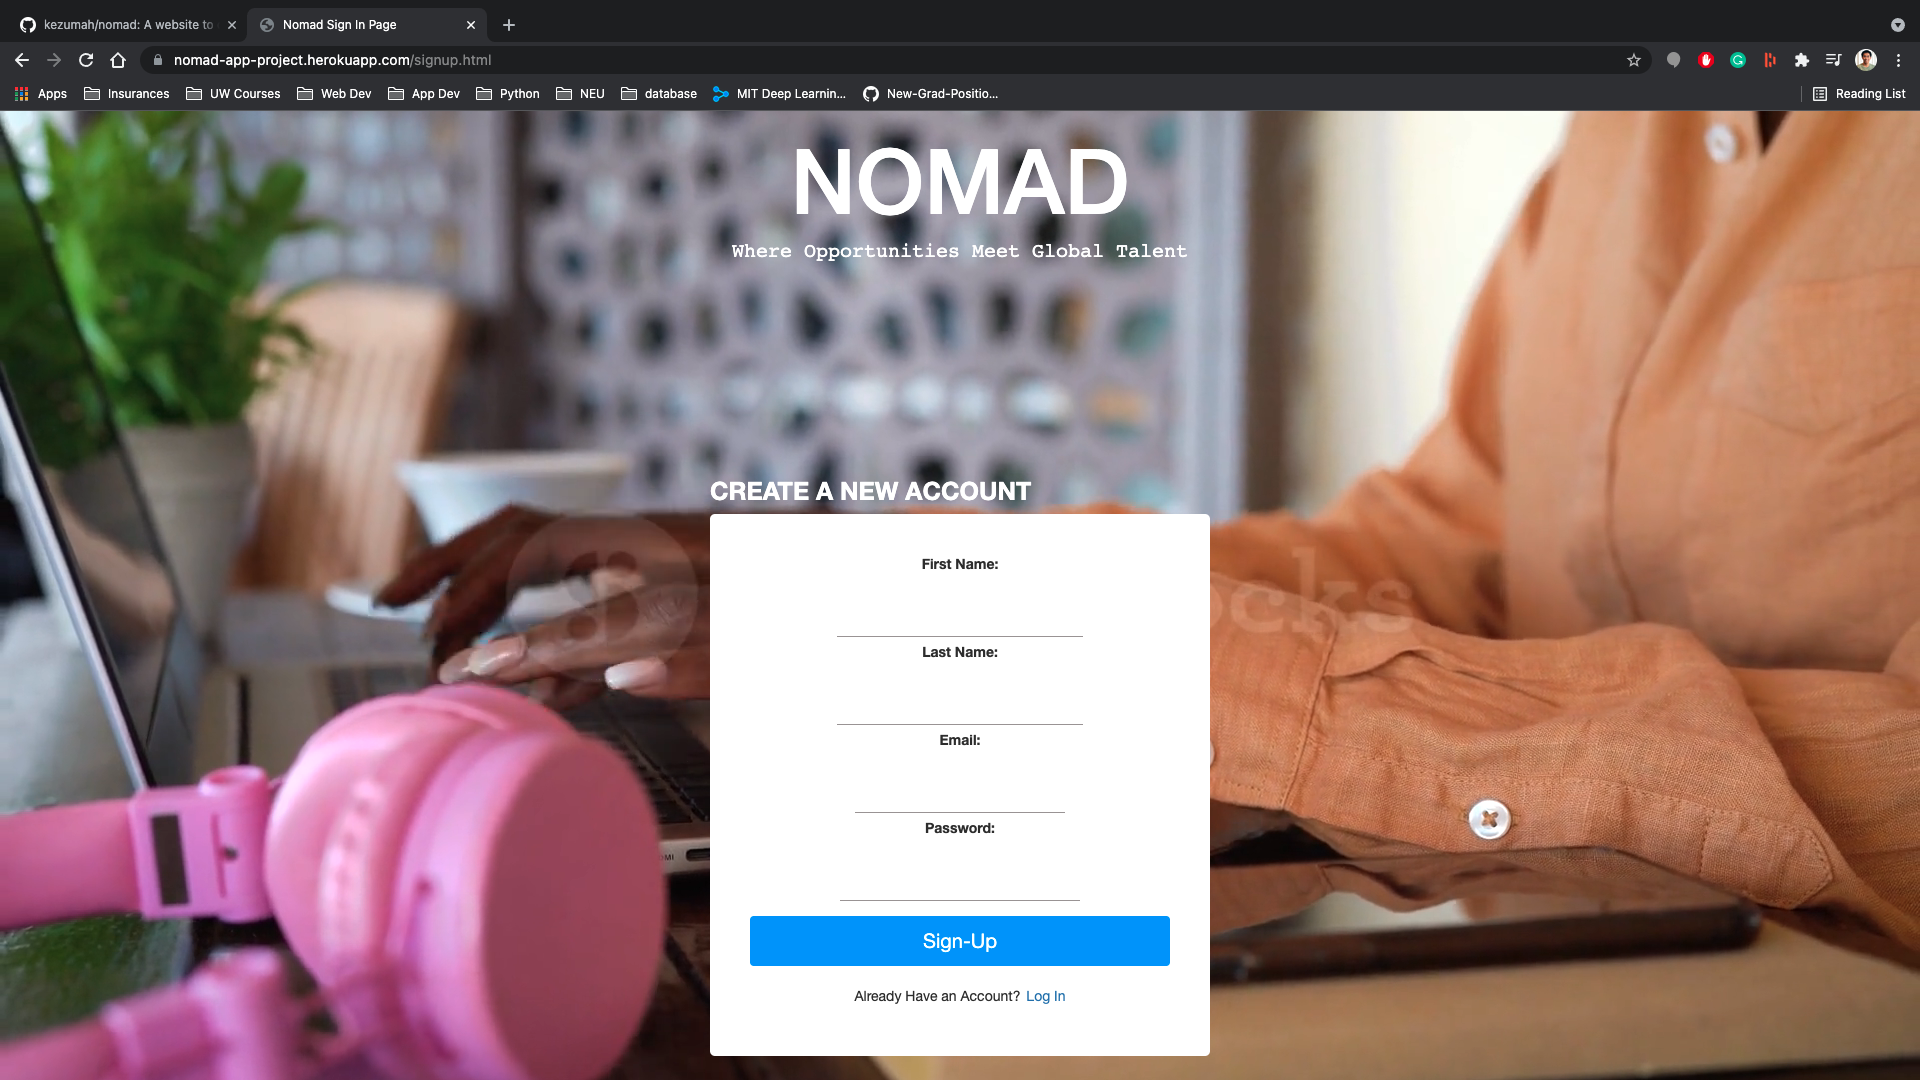 kezumah/nomad: A website to
Nomad Sign In Page
nomad-app-project.herokuapp.com/signup.html
Apps
Insurances
UW Courses
Web Dev
App Dev
Python
NEU
database
MIT Deep Learnin...
New-Grad-Positio...
Reading List
NOMAD
Where Opportunities Meet Global Talent
CREATE A NEW ACCOUNT
First Name:
Last Name:
Email:
Password:
Sign-Up
Already Have an Account? Log In
ocks